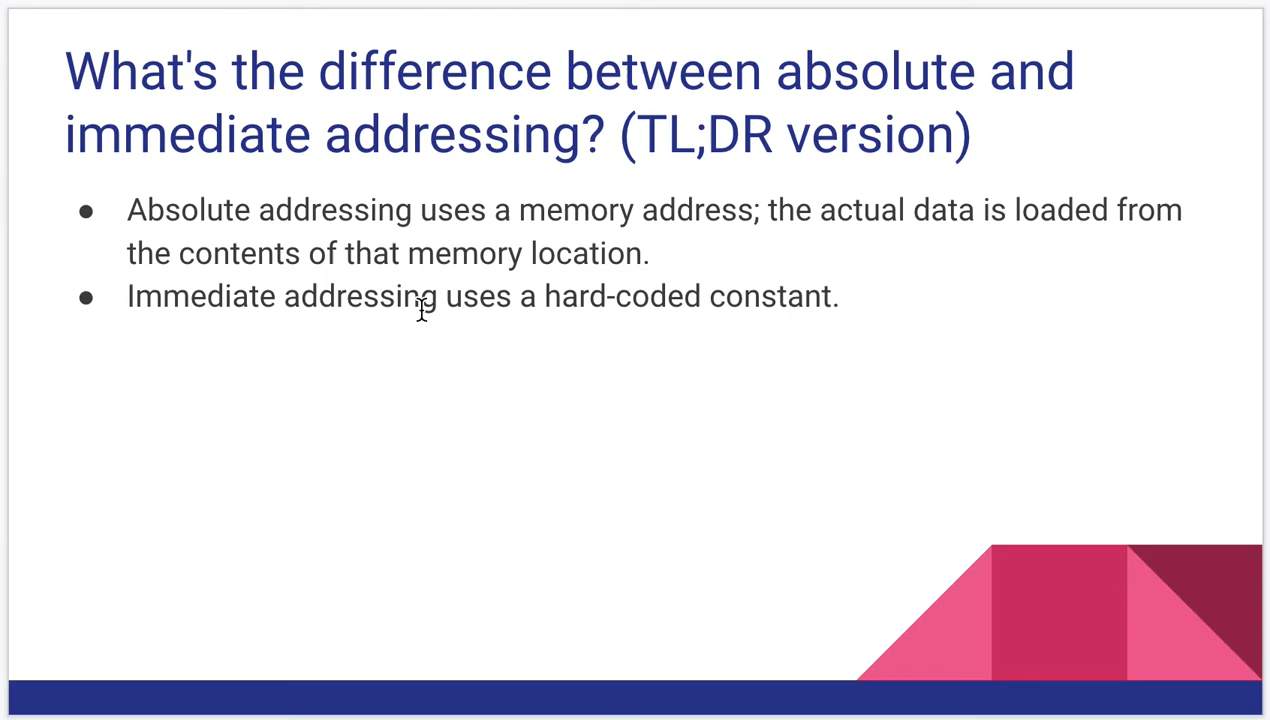 What's the difference between absolute and
immediate addressing? (TL;DR version)
● Absolute addressing uses a memory address; the actual data is loaded from
the contents of that memory location.
● Immediate addressing uses a hard-coded constant.